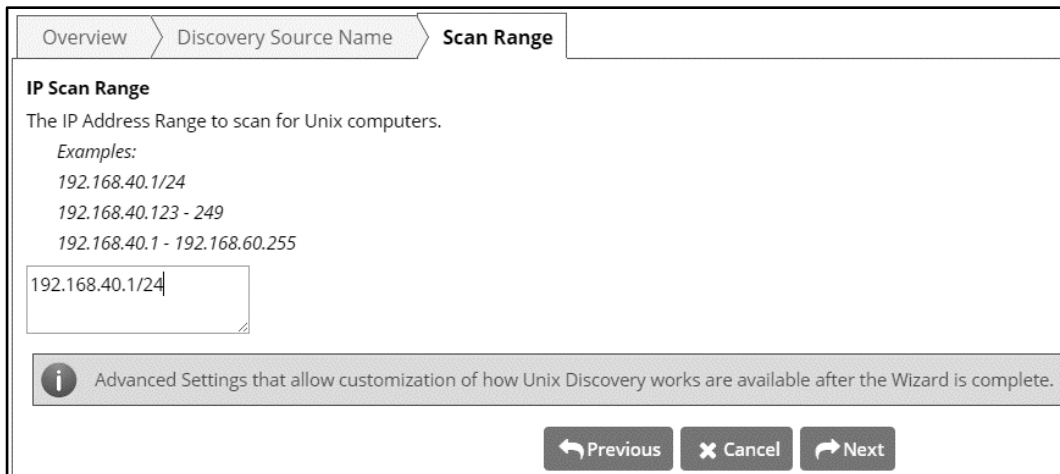 Overview
Discovery Source Name
Scan Range
IP Scan Range
The IP Address Range to scan for Unix computers.
Examples:
192.168.40.1/24
192.168.40.123 - 249
192.168.40.1 - 192.168.60.255
192.168.40.1/24
Advanced Settings that allow customization of how Unix Discovery works are available after the Wizard is complete.
Previous
Cancel
Next